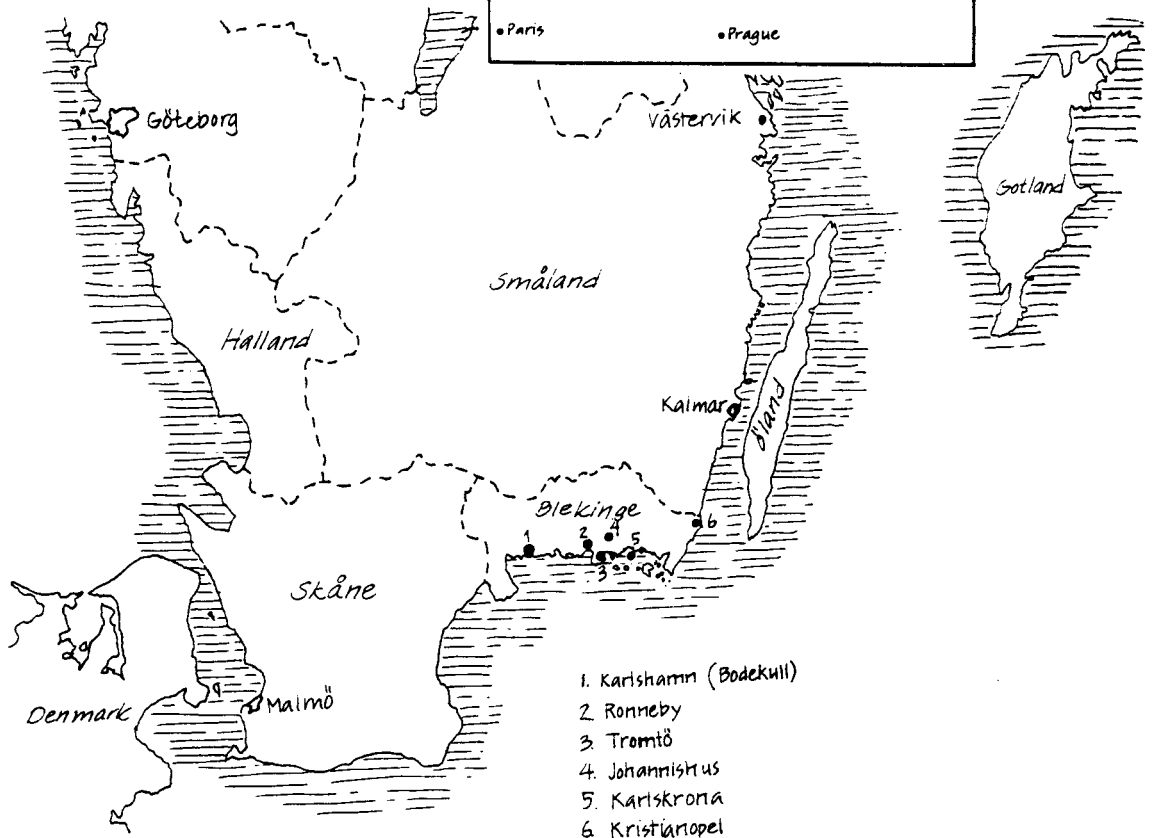 Paris
Prague
Göteborg
Västervik
Gotland
Småland
Halland
Kalmar
Öland
Blekinge
1
2
4
5
3
6
Skåne
Denmark
Malmö
1. Karlshamn (Bodekull)
2 Ronneby
3. Tromtö
4. Johannishus
5. Karlskrona
6 Kristianopel